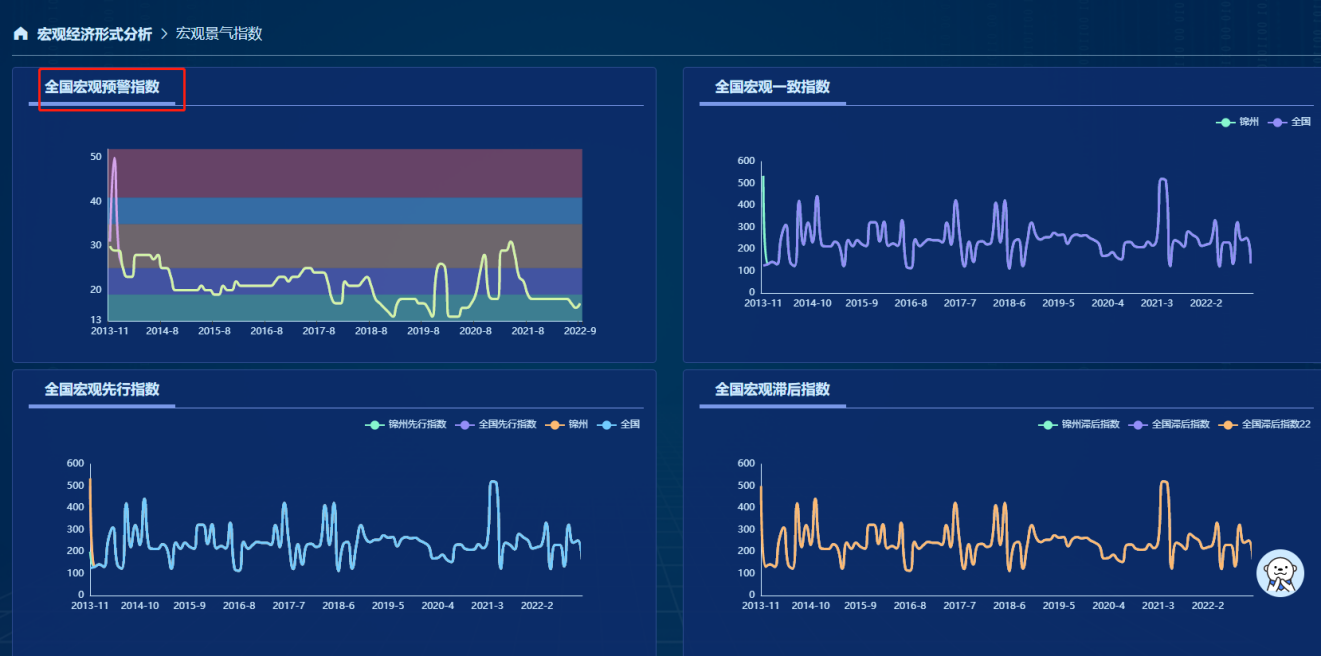 宏观经济形式分析 > 宏观景气指数
全国宏观预警指数
50
40
30
20
13
2013-11 2014-8 2015-8 2016-8 2017-8 2018-8 2019-8 2020-8 2021-8 2022-9
全国宏观一致指数
锦州 全国
600
500
400
300
200
100
0
2013-11 2014-10 2015-9 2016-8 2017-7 2018-6 2019-5 2020-4 2021-3 2022-2
全国宏观先行指数
锦州先行指数 全国先行指数 锦州 全国
600
500
400
300
200
100
0
2013-11 2014-10 2015-9 2016-8 2017-7 2018-6 2019-5 2020-4 2021-3 2022-2
全国宏观滞后指数
锦州滞后指数 全国滞后指数 全国滞后指数22
600
500
400
300
200
100
0
2013-11 2014-10 2015-9 2016-8 2017-7 2018-6 2019-5 2020-4 2021-3 2022-2